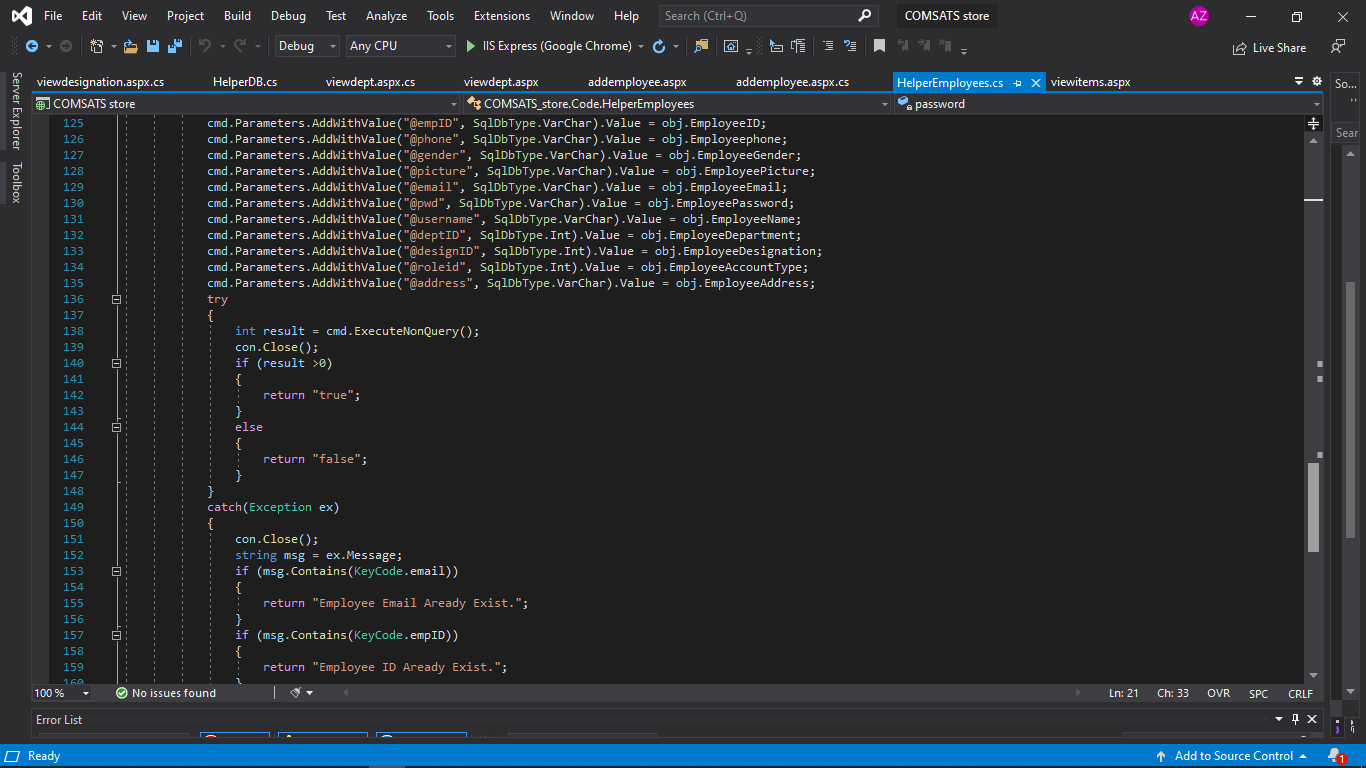 File Edit View Project Build Debug Test Analyze Tools Extensions Window Help Search (Ctrl+Q) COMSATS store AZ
Debug Any CPU IIS Express (Google Chrome) Live Share
Server Explorer
Toolbox
viewdesignation.aspx.cs HelperDB.cs viewdept.aspx.cs viewdept.aspx addemployee.aspx addemployee.aspx.cs HelperEmployees.cs viewitems.aspx So...
COMSATS store COMSATS_store.Code.HelperEmployees password
Sear
125 cmd.Parameters.AddWithValue("@empID", SqlDbType.VarChar).Value = obj.EmployeeID;
126 cmd.Parameters.AddWithValue("@phone", SqlDbType.VarChar).Value = obj.Employeephone;
127 cmd.Parameters.AddWithValue("@gender", SqlDbType.VarChar).Value = obj.EmployeeGender;
128 cmd.Parameters.AddWithValue("@picture", SqlDbType.VarChar).Value = obj.EmployeePicture;
129 cmd.Parameters.AddWithValue("@email", SqlDbType.VarChar).Value = obj.EmployeeEmail;
130 cmd.Parameters.AddWithValue("@pwd", SqlDbType.VarChar).Value = obj.EmployeePassword;
131 cmd.Parameters.AddWithValue("@username", SqlDbType.VarChar).Value = obj.EmployeeName;
132 cmd.Parameters.AddWithValue("@deptID", SqlDbType.Int).Value = obj.EmployeeDepartment;
133 cmd.Parameters.AddWithValue("@designID", SqlDbType.Int).Value = obj.EmployeeDesignation;
134 cmd.Parameters.AddWithValue("@roleid", SqlDbType.Int).Value = obj.EmployeeAccountType;
135 cmd.Parameters.AddWithValue("@address", SqlDbType.VarChar).Value = obj.EmployeeAddress;
136 try
137 {
138 int result = cmd.ExecuteNonQuery();
139 con.Close();
140 if (result >0)
141 {
142 return "true";
143 }
144 else
145 {
146 return "false";
147 }
148 }
149 catch(Exception ex)
150 {
151 con.Close();
152 string msg = ex.Message;
153 if (msg.Contains(KeyCode.email))
154 {
155 return "Employee Email Aready Exist.";
156 }
157 if (msg.Contains(KeyCode.empID))
158 {
159 return "Employee ID Aready Exist.";
160 }
100 % No issues found Ln: 21 Ch: 33 OVR SPC CRLF
Error List
Ready Add to Source Control 1